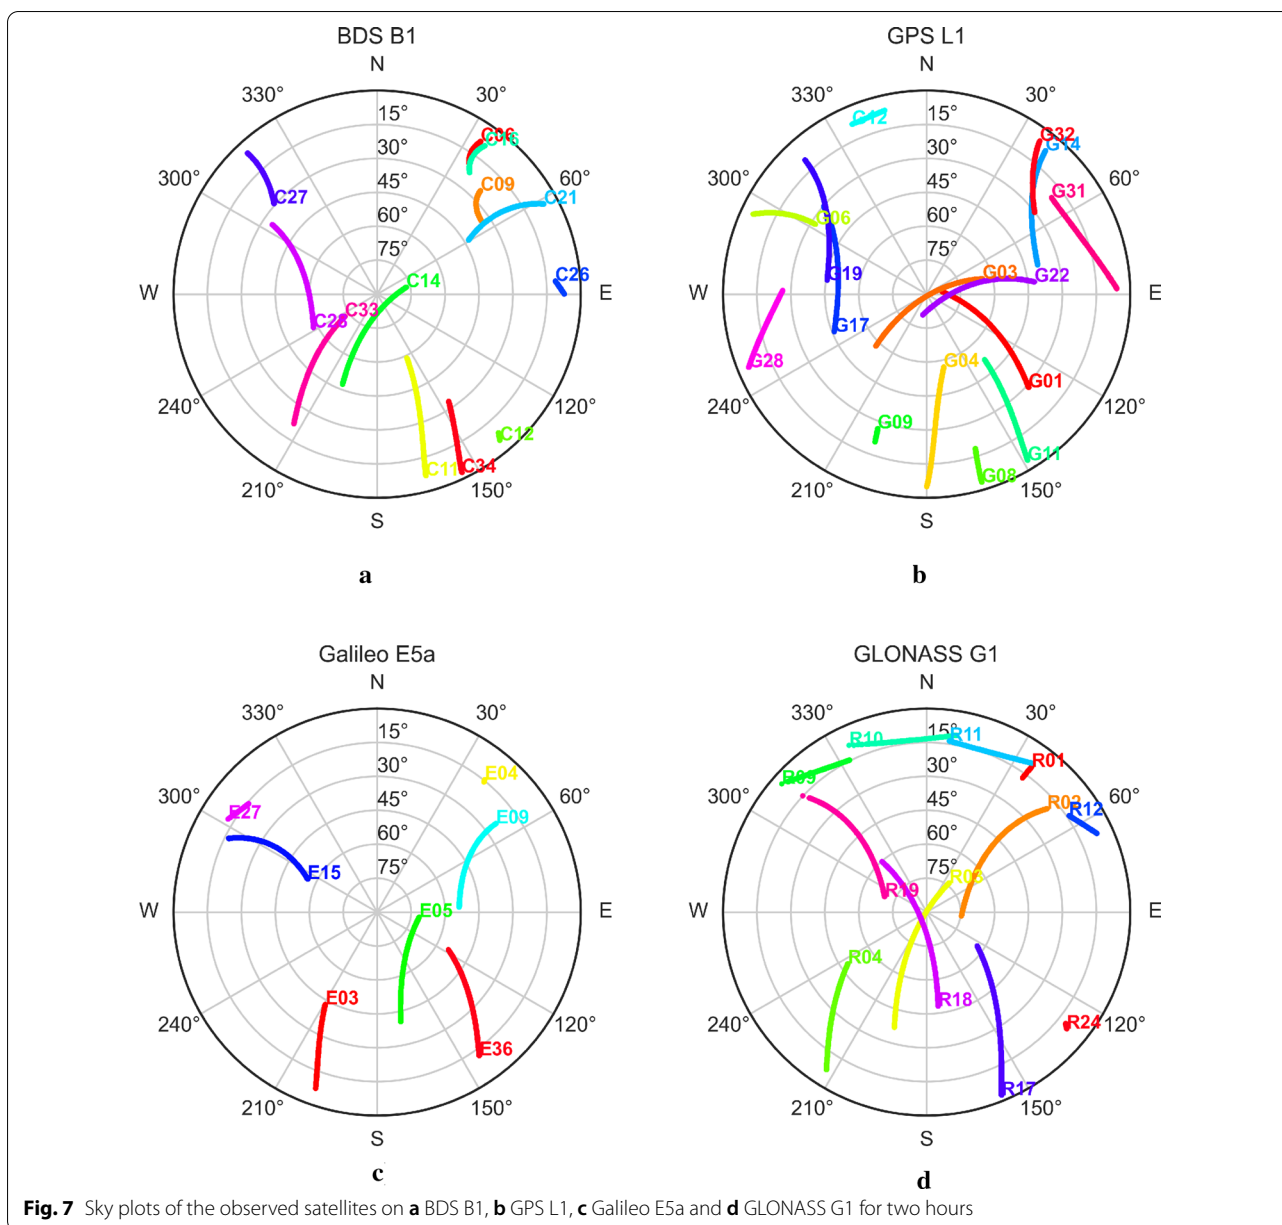 BDS B1
N
330° 30°
15°
C06
C16
30°
300° C27 45° C09 C21
60°
75°
C14 C26
W E
C28 C33
240° 120°
C12
C11 C34
210° 150°
S
a
GPS L1
N
330° 30°
15°
G32
G14
30°
300° 60°
G31
45°
G06 60°
75°
G19 G03 G22
W E
G17
G28 G04 G01
240° 120°
G09
G08 G11
210° 150°
S
b
Galileo E5a
N
330° 30°
15°
E04
30°
300° 60°
E27 45° E09
60°
E15 75°
W E05 E
E03
240° 120°
E36
210° 150°
S
c
GLONASS G1
N
330° 30°
R10 15° R11
R01
R09 30°
300° 60°
45° R02 R12
60°
75° R03
R19
W E
R04
R18
240° R24 120°
R17
210° 150°
S
d
Fig. 7 Sky plots of the observed satellites on a BDS B1, b GPS L1, c Galileo E5a and d GLONASS G1 for two hours